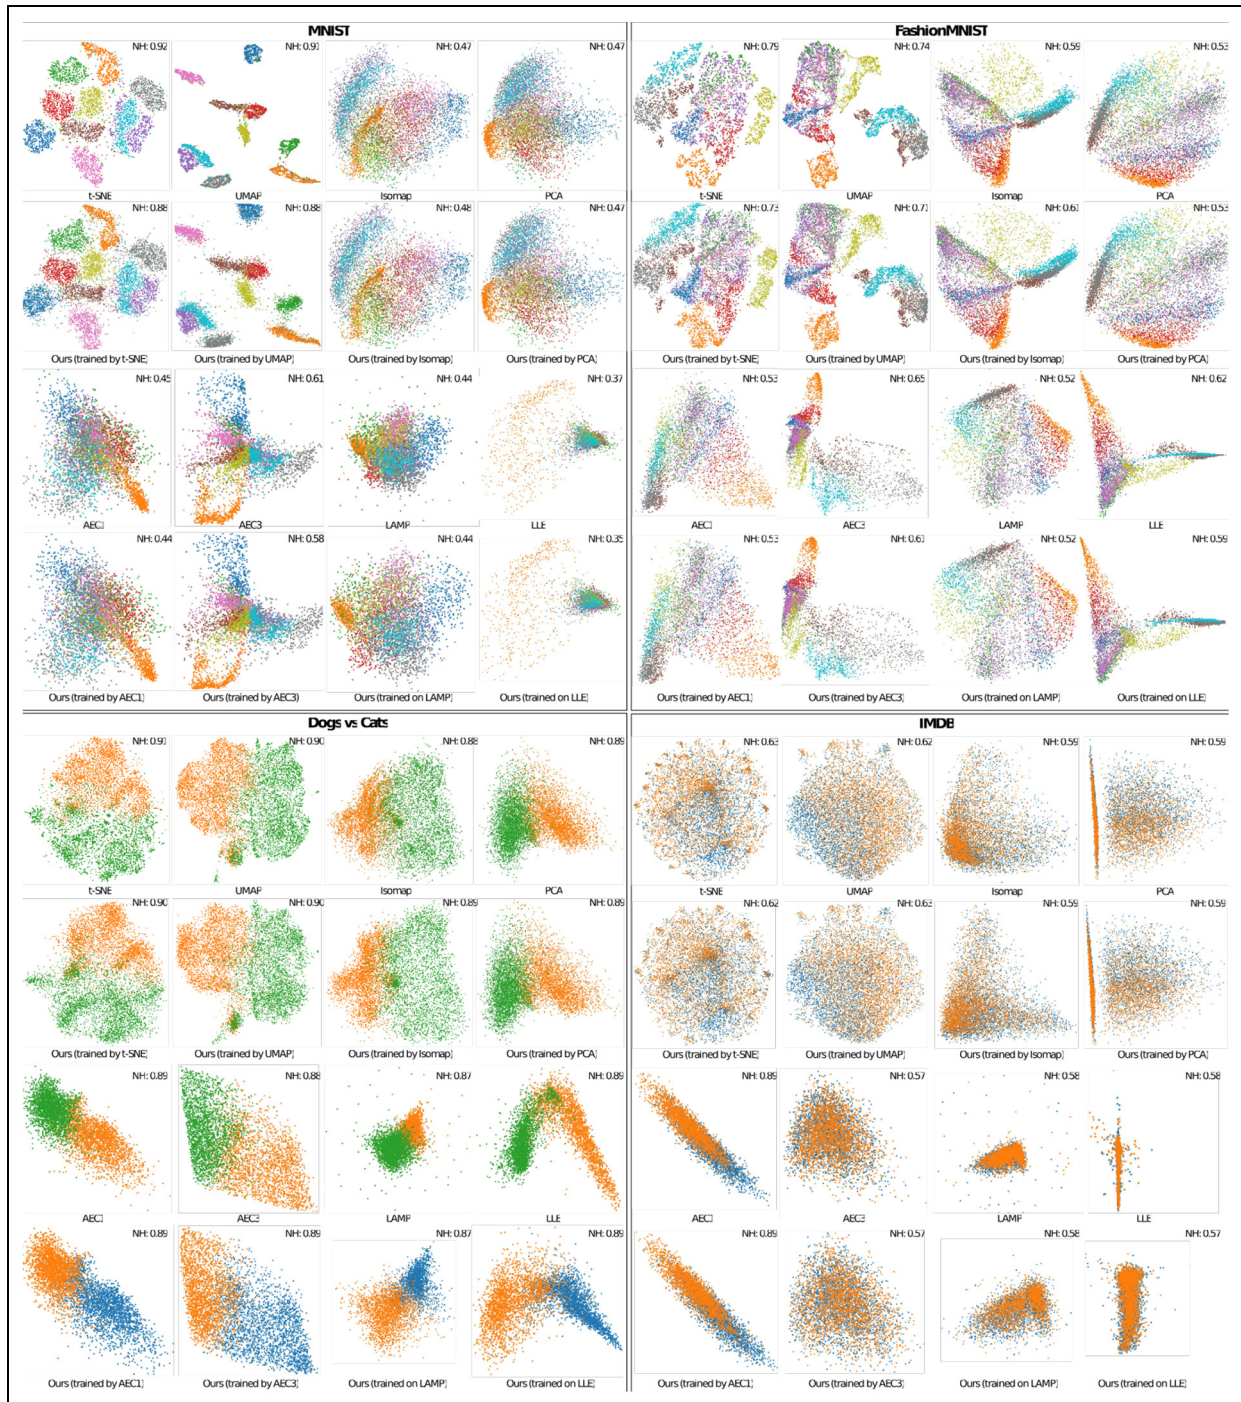 MNIST
NH: 0.92 NH: 0.91 NH: 0.47 NH: 0.47
t-SNE UMAP Isomap PCA
NH: 0.88 NH: 0.88 NH: 0.48 NH: 0.47
Ours (trained by t-SNE) Ours (trained by UMAP) Ours (trained by Isomap) Ours (trained by PCA)
NH: 0.45 NH: 0.61 NH: 0.44 NH: 0.37
AEC1 AEC3 LAMP LLE
NH: 0.44 NH: 0.58 NH: 0.44 NH: 0.35
Ours (trained by AEC1) Ours (trained by AEC3) Ours (trained on LAMP) Ours (trained on LLE)
FashionMNIST
NH: 0.79 NH: 0.74 NH: 0.59 NH: 0.53
t-SNE UMAP Isomap PCA
NH: 0.73 NH: 0.71 NH: 0.61 NH: 0.53
Ours (trained by t-SNE) Ours (trained by UMAP) Ours (trained by Isomap) Ours (trained by PCA)
NH: 0.53 NH: 0.65 NH: 0.52 NH: 0.62
AEC1 AEC3 LAMP LLE
NH: 0.53 NH: 0.61 NH: 0.52 NH: 0.59
Ours (trained by AEC1) Ours (trained by AEC3) Ours (trained on LAMP) Ours (trained on LLE)
Dogs vs Cats
NH: 0.91 NH: 0.90 NH: 0.88 NH: 0.89
t-SNE UMAP Isomap PCA
NH: 0.90 NH: 0.90 NH: 0.89 NH: 0.89
Ours (trained by t-SNE) Ours (trained by UMAP) Ours (trained by Isomap) Ours (trained by PCA)
NH: 0.89 NH: 0.88 NH: 0.87 NH: 0.89
AEC1 AEC3 LAMP LLE
NH: 0.89 NH: 0.89 NH: 0.87 NH: 0.89
Ours (trained by AEC1) Ours (trained by AEC3) Ours (trained on LAMP) Ours (trained on LLE)
IMDB
NH: 0.63 NH: 0.62 NH: 0.59 NH: 0.59
t-SNE UMAP Isomap PCA
NH: 0.62 NH: 0.63 NH: 0.59 NH: 0.59
Ours (trained by t-SNE) Ours (trained by UMAP) Ours (trained by Isomap) Ours (trained by PCA)
NH: 0.89 NH: 0.57 NH: 0.58 NH: 0.58
AEC1 AEC3 LAMP LLE
NH: 0.89 NH: 0.57 NH: 0.58 NH: 0.57
Ours (trained by AEC1) Ours (trained by AEC3) Ours (trained on LAMP) Ours (trained on LLE)